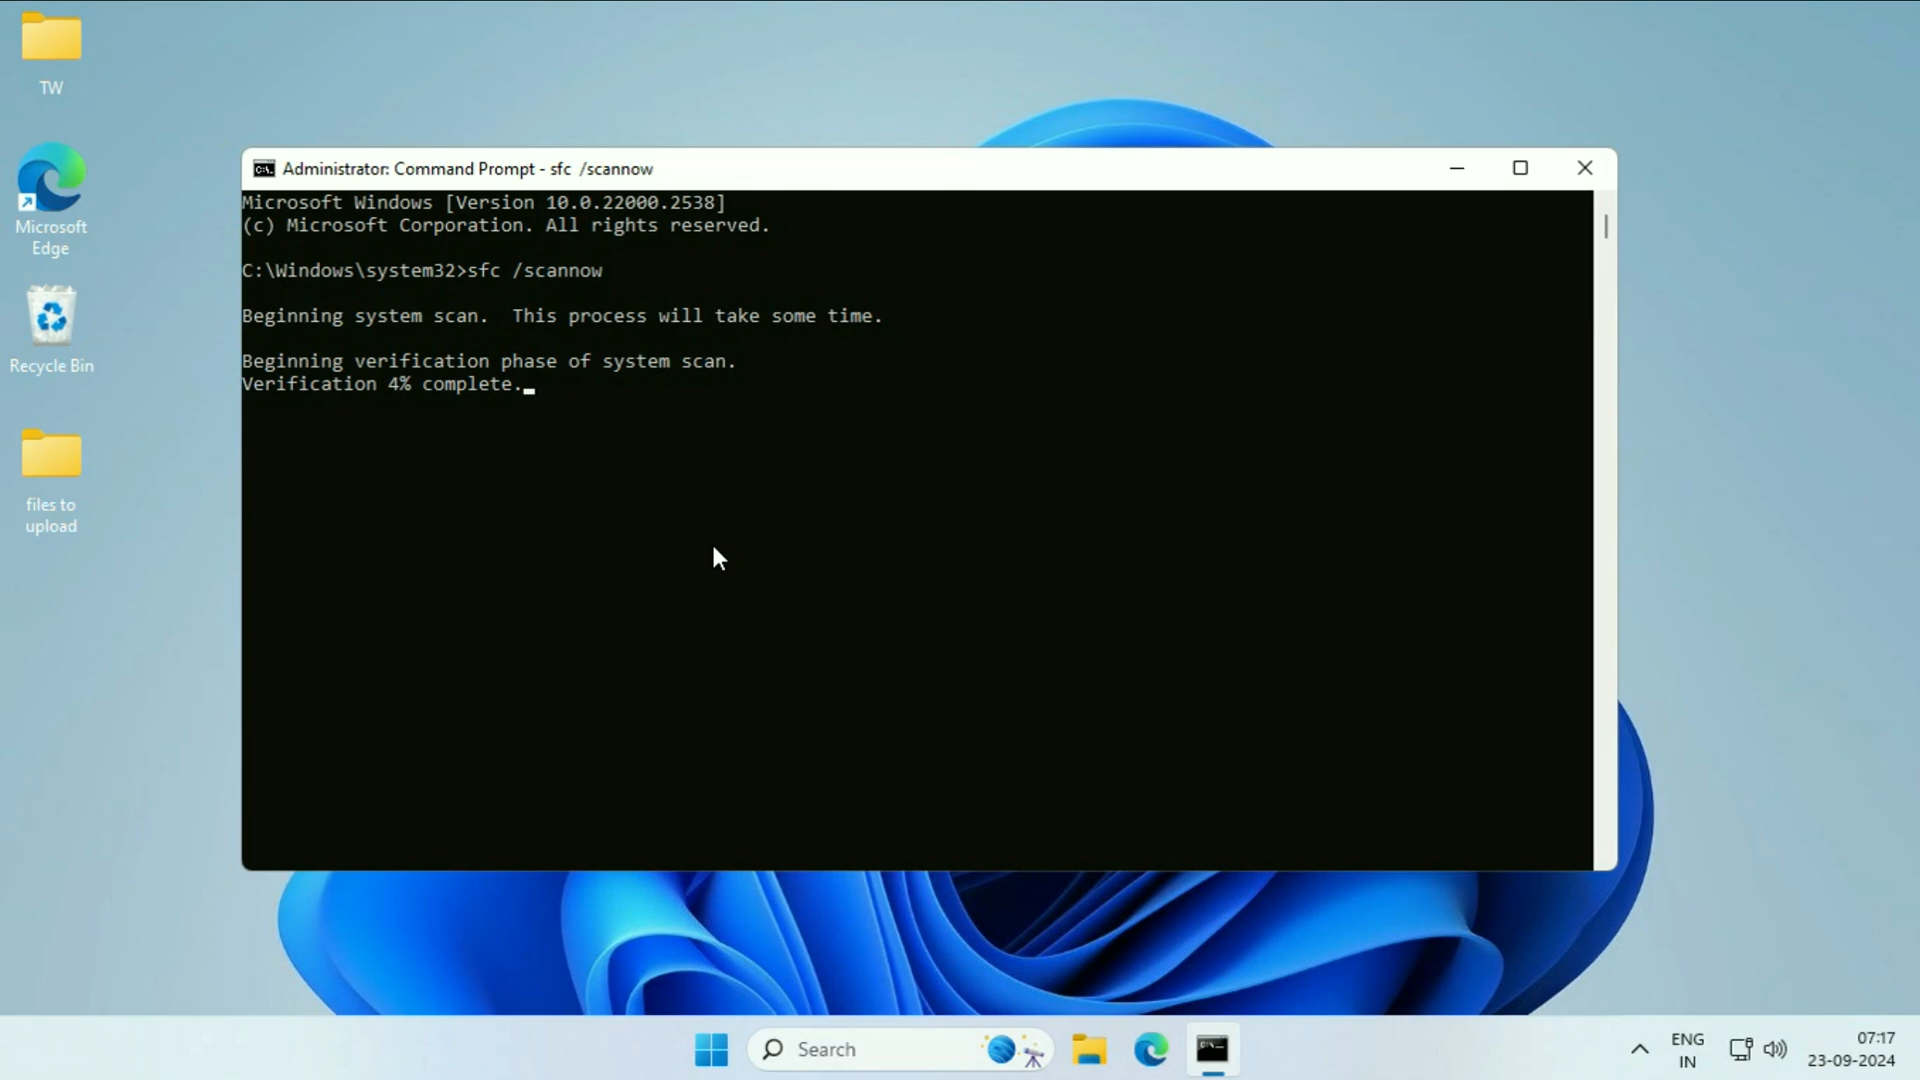 TW
Microsoft
Edge
Recycle Bin
files to
upload
Administrator: Command Prompt - sfc  /scannow
Microsoft Windows [Version 10.0.22000.2538]
(c) Microsoft Corporation. All rights reserved.
C:\Windows\system32>sfc /scannow
Beginning system scan.  This process will take some time.
Beginning verification phase of system scan.
Verification 4% complete.
Search
ENG
IN
07:17
23-09-2024